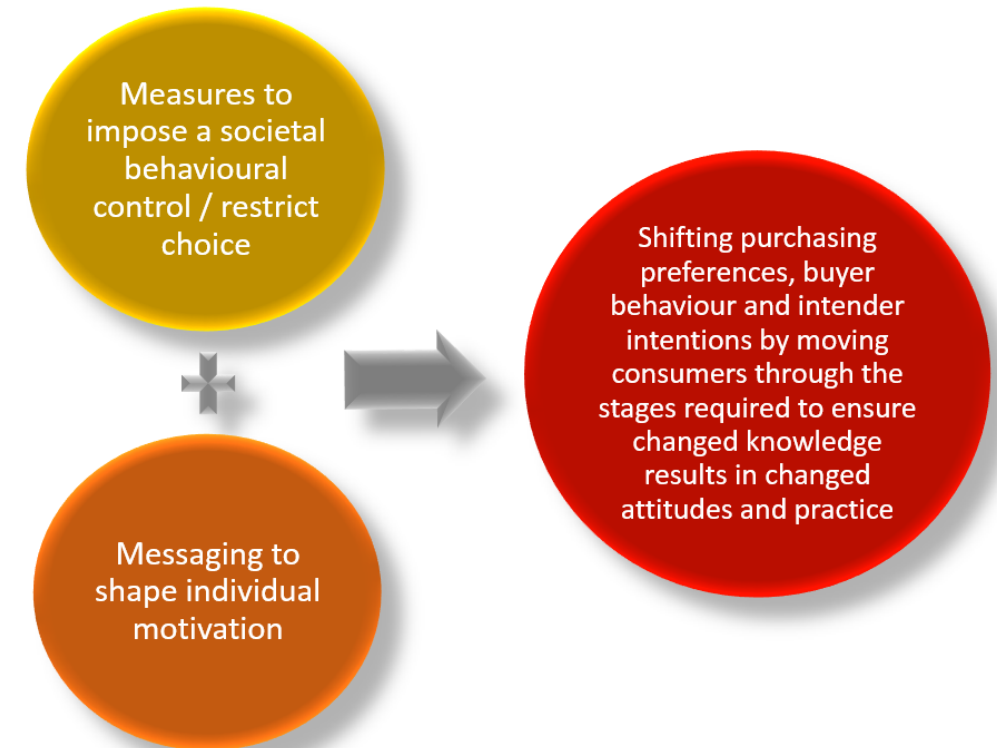 Measures to
impose a societal
behavioural
control / restrict
choice
Messaging to
shape individual
motivation
Shifting purchasing
preferences, buyer
behaviour and intender
intentions by moving
consumers through the
stages required to ensure
changed knowledge
results in changed
attitudes and practice